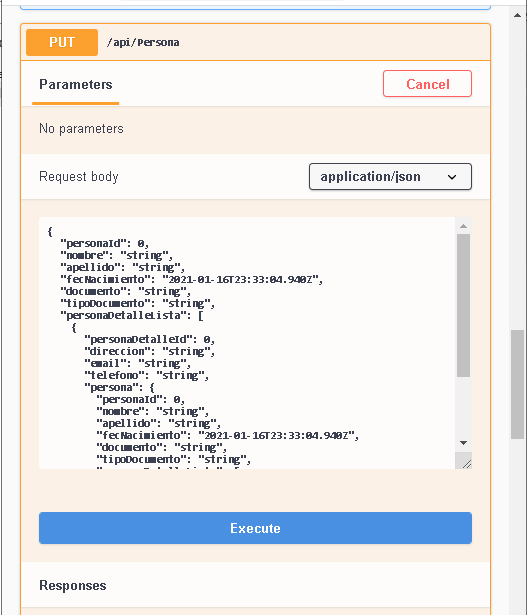 PUT /api/Persona
Parameters Cancel
No parameters
Request body application/json
{
"personaId": 0,
"nombre": "string",
"apellido": "string",
"fecNacimiento": "2021-01-16T23:33:04.940Z",
"documento": "string",
"tipoDocumento": "string",
"personaDetalleLista": [
{
"personaDetalleId": 0,
"direccion": "string",
"email": "string",
"telefono": "string",
"persona": {
"personaId": 0,
"nombre": "string",
"apellido": "string",
"fecNacimiento": "2021-01-16T23:33:04.940Z",
"documento": "string",
"tipoDocumento": "string",
Execute
Responses